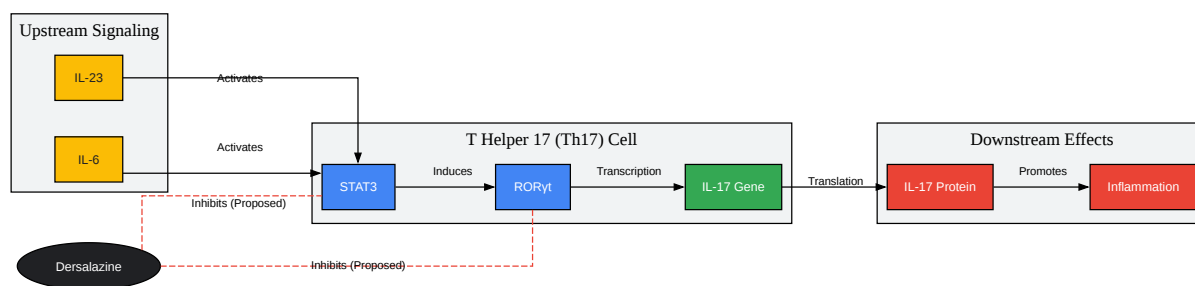 Upstream Signaling
IL-23
Activates
IL-6
Activates
T Helper 17 (Th17) Cell
STAT3
Induces
RORγt
Transcription
IL-17 Gene
Translation
Downstream Effects
IL-17 Protein
Promotes
Inflammation
Inhibits (Proposed)
Dersalazine
Inhibits (Proposed)